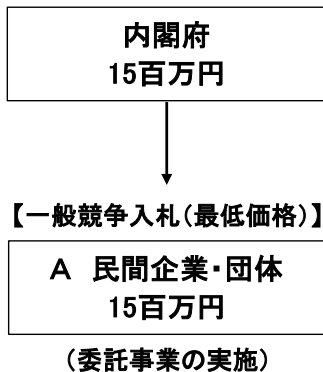 内閣府
15百万円
【一般競争入札(最低価格)】
A 民間企業・団体
15百万円
(委託事業の実施)